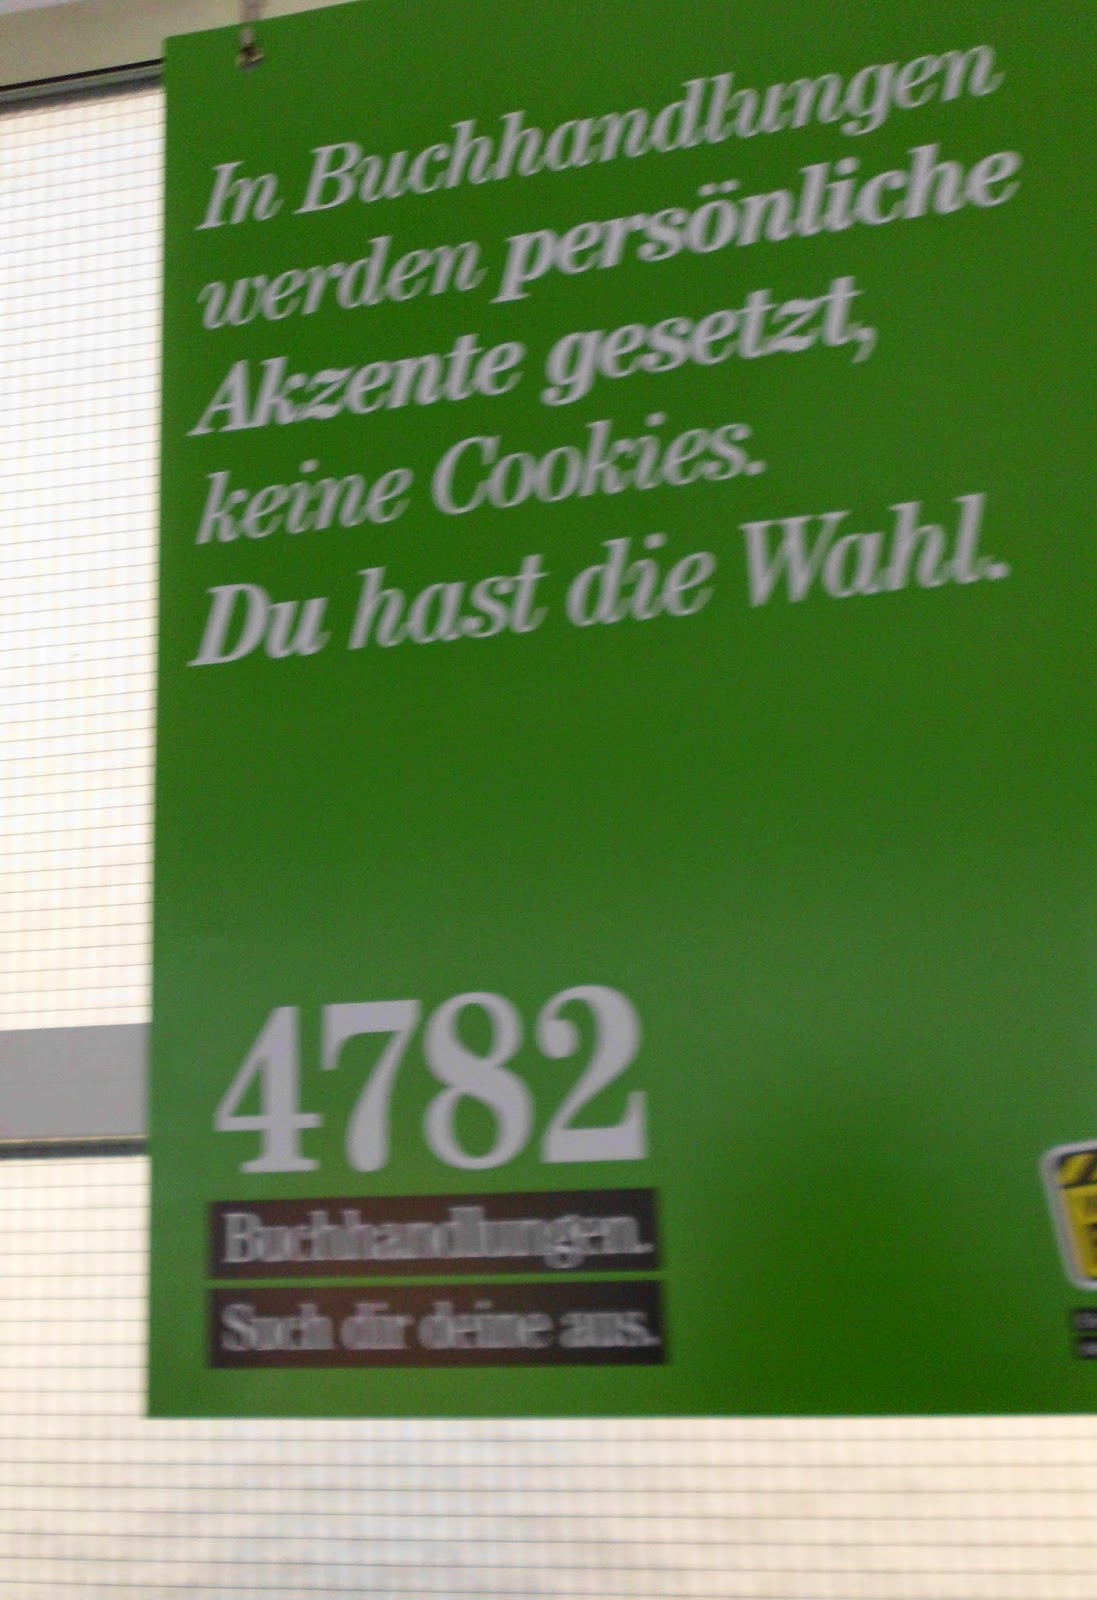 In Buchhandlungen
werden persönliche
Akzente gesetzt,
keine Cookies.
Du hast die Wahl.
4782
Buchhandlungen.
Such dir deine aus.